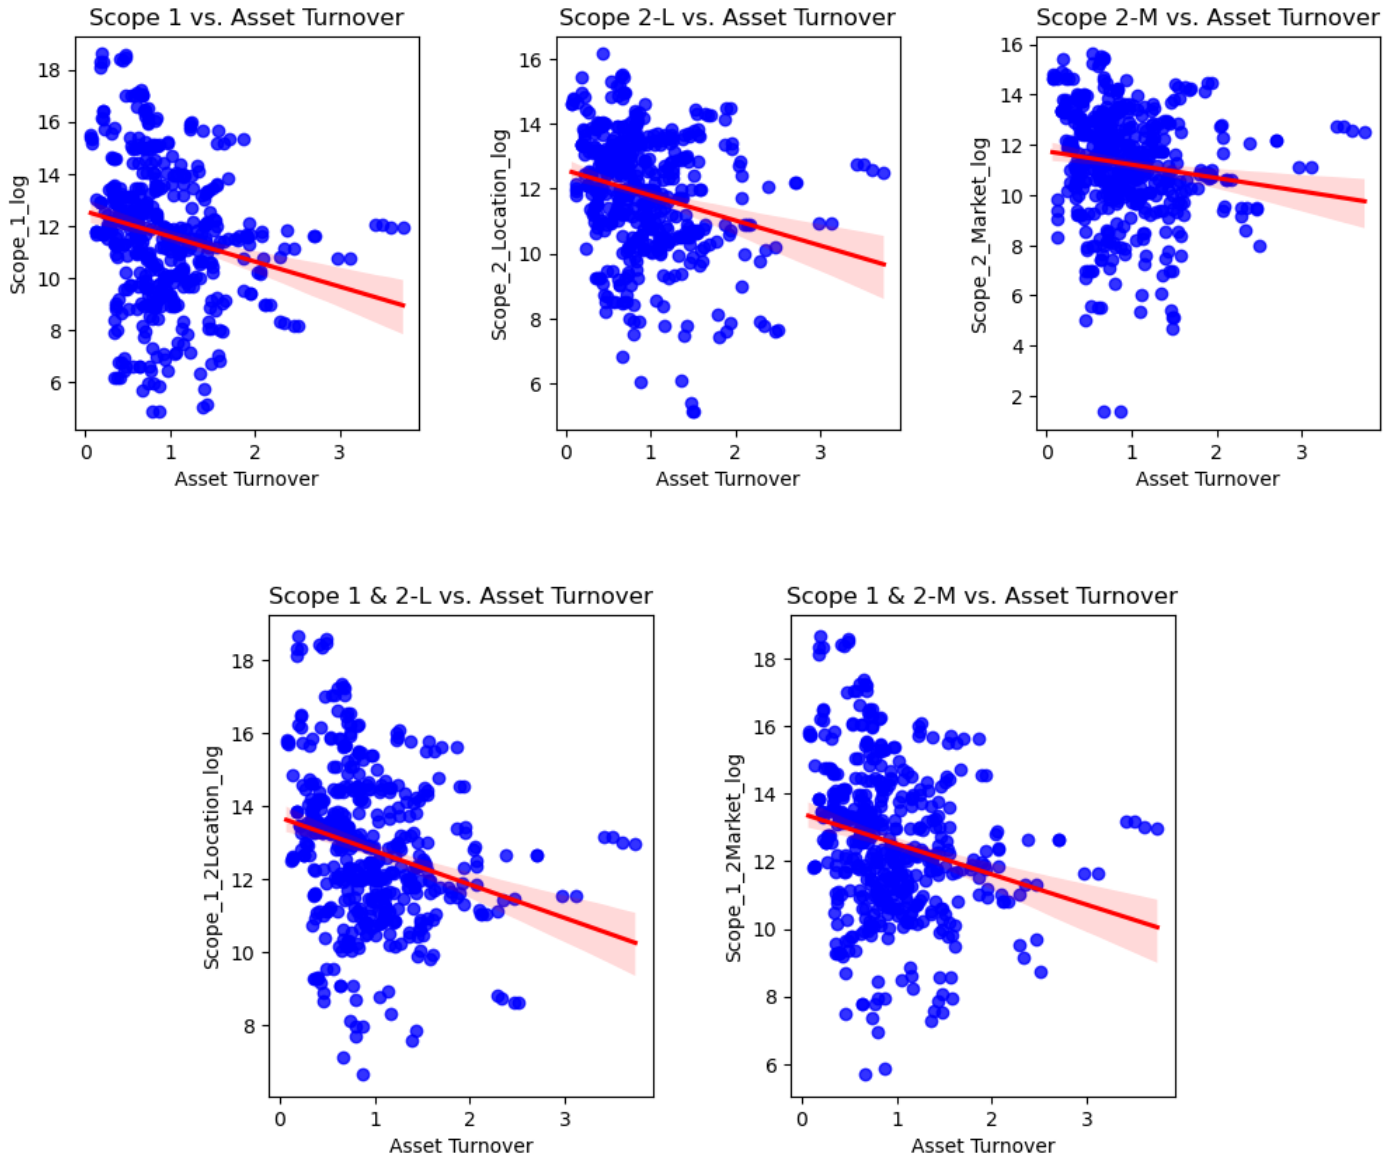 Scope 1 vs. Asset Turnover
18
16
14
12
10
8
6
0 1 2 3
Scope_1_log
Asset Turnover
Scope 2-L vs. Asset Turnover
16
14
12
10
8
6
0 1 2 3
Scope_2_Location_log
Asset Turnover
Scope 2-M vs. Asset Turnover
16
14
12
10
8
6
4
2
0 1 2 3
Scope_2_Market_log
Asset Turnover
Scope 1 & 2-L vs. Asset Turnover
18
16
14
12
10
8
0 1 2 3
Scope_1_2Location_log
Asset Turnover
Scope 1 & 2-M vs. Asset Turnover
18
16
14
12
10
8
6
0 1 2 3
Scope_1_2Market_log
Asset Turnover